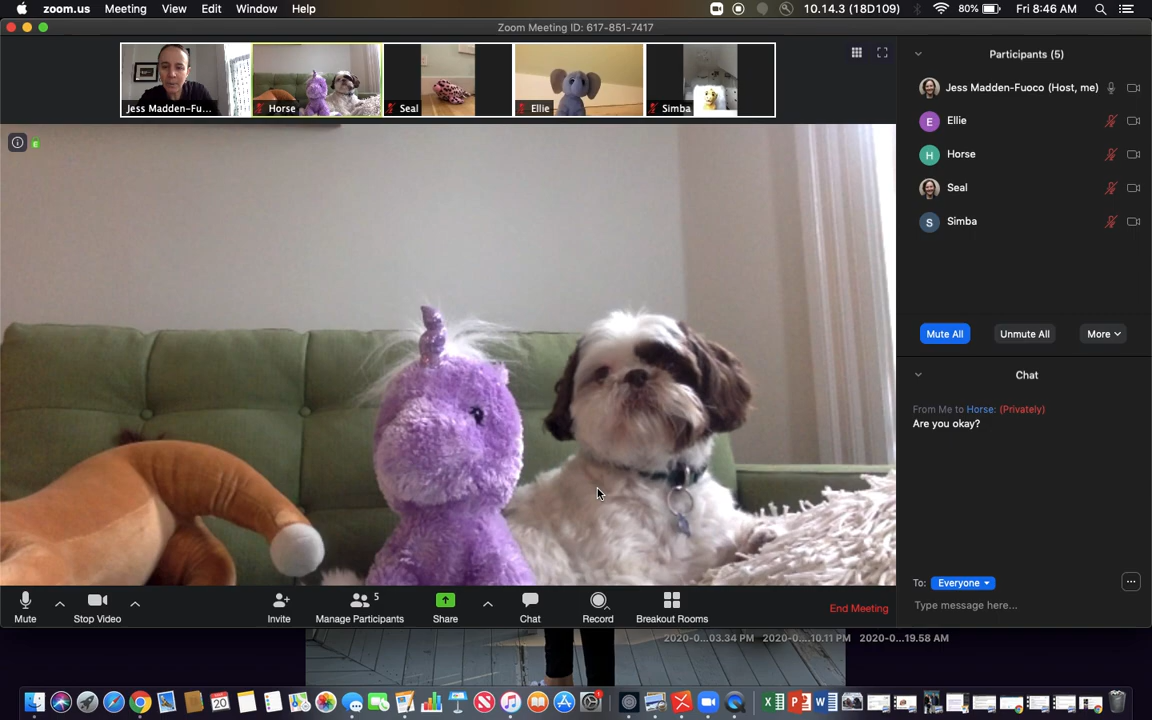 zoom.us Meeting View Edit Window Help
10.14.3 (18D109) 80% Fri 8:46 AM
Zoom Meeting ID: 617-851-7417
Jess Madden-Fu...
Horse
Seal
Ellie
Simba
Participants (5)
Jess Madden-Fuoco (Host, me)
E Ellie
H Horse
Seal
S Simba
Mute All
Unmute All
More
Chat
From Me to Horse: (Privately)
Are you okay?
To: Everyone
Type message here...
Mute
Stop Video
Invite
5
Manage Participants
Share
Chat
Record
Breakout Rooms
End Meeting
2020-0...03.34 PM 2020-0....10.11 PM 2020-0...19.58 AM